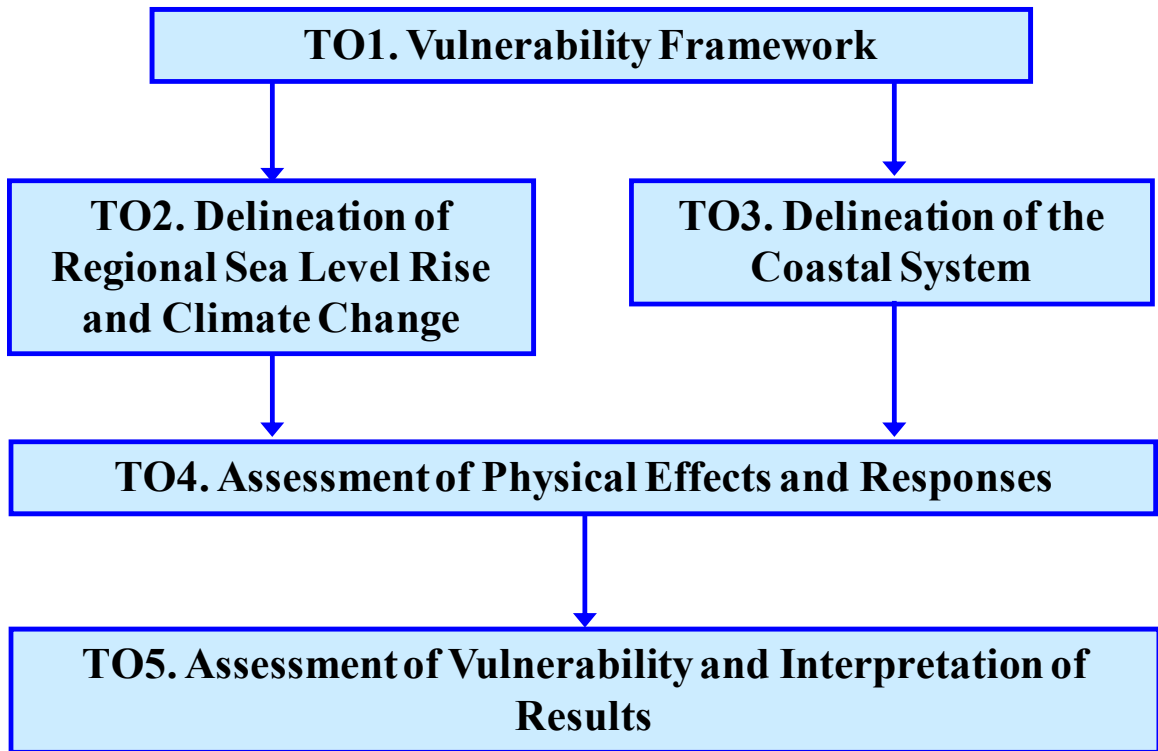 TO1. Vulnerability Framework
TO2. Delineation of
Regional Sea Level Rise
and Climate Change
TO3. Delineation of the
Coastal System
TO4. Assessment of Physical Effects and Responses
TO5. Assessment of Vulnerability and Interpretation of
Results